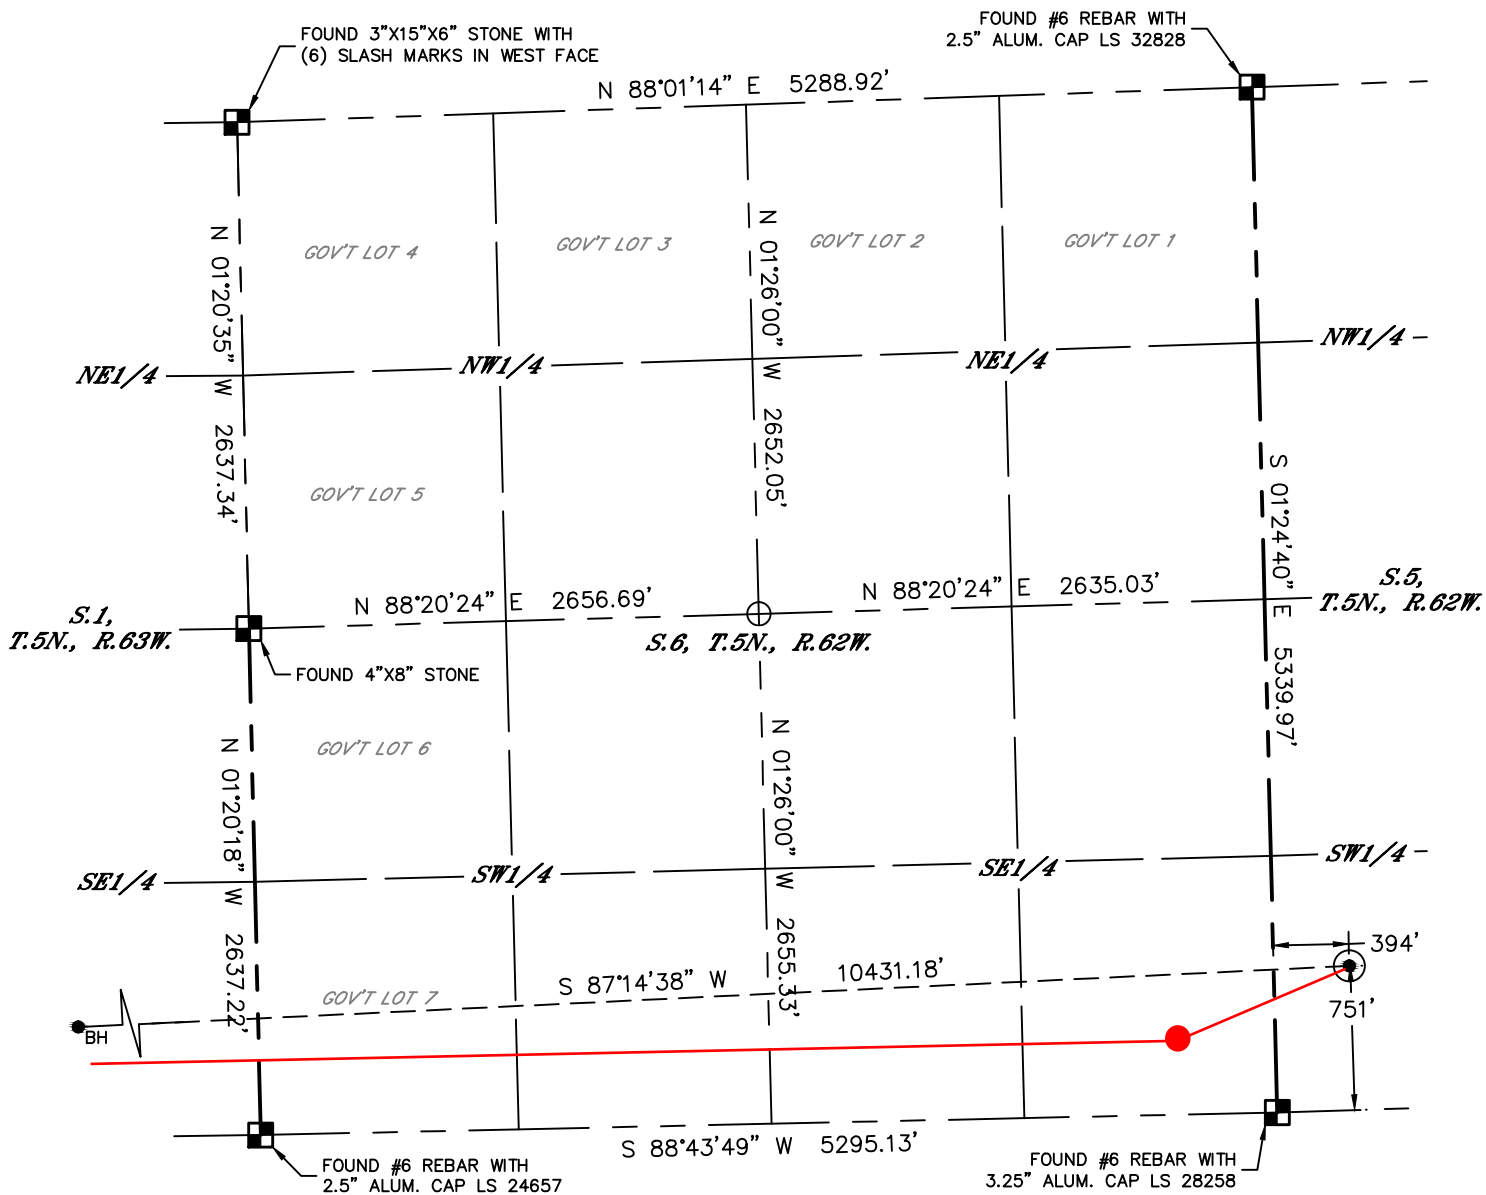 FOUND 3"X15"X6" STONE WITH
(6) SLASH MARKS IN WEST FACE
FOUND #6 REBAR WITH
2.5" ALUM. CAP LS 32828
N 88°01'14" E 5288.92'
N 01°20'35" W 2637.34'
GOV'T LOT 4
GOV'T LOT 3
N 01°26'00" W 2652.05'
GOV'T LOT 2
GOV'T LOT 1
NE1/4
NW1/4
NE1/4
NW1/4
GOV'T LOT 5
S 01°24'40" E 5339.97'
S.1,
T.5N., R.63W.
N 88°20'24" E 2656.69'
N 88°20'24" E 2635.03'
S.5,
T.5N., R.62W.
S.6, T.5N., R.62W.
FOUND 4"X8" STONE
GOV'T LOT 6
N 01°20'18" W 2637.22'
N 01°26'00" W 2655.33'
SE1/4
SW1/4
SE1/4
SW1/4
394'
S 87°14'38" W 10431.18'
GOV'T LOT 7
751'
BH
S 88°43'49" W 5295.13'
FOUND #6 REBAR WITH
2.5" ALUM. CAP LS 24657
FOUND #6 REBAR WITH
3.25" ALUM. CAP LS 28258